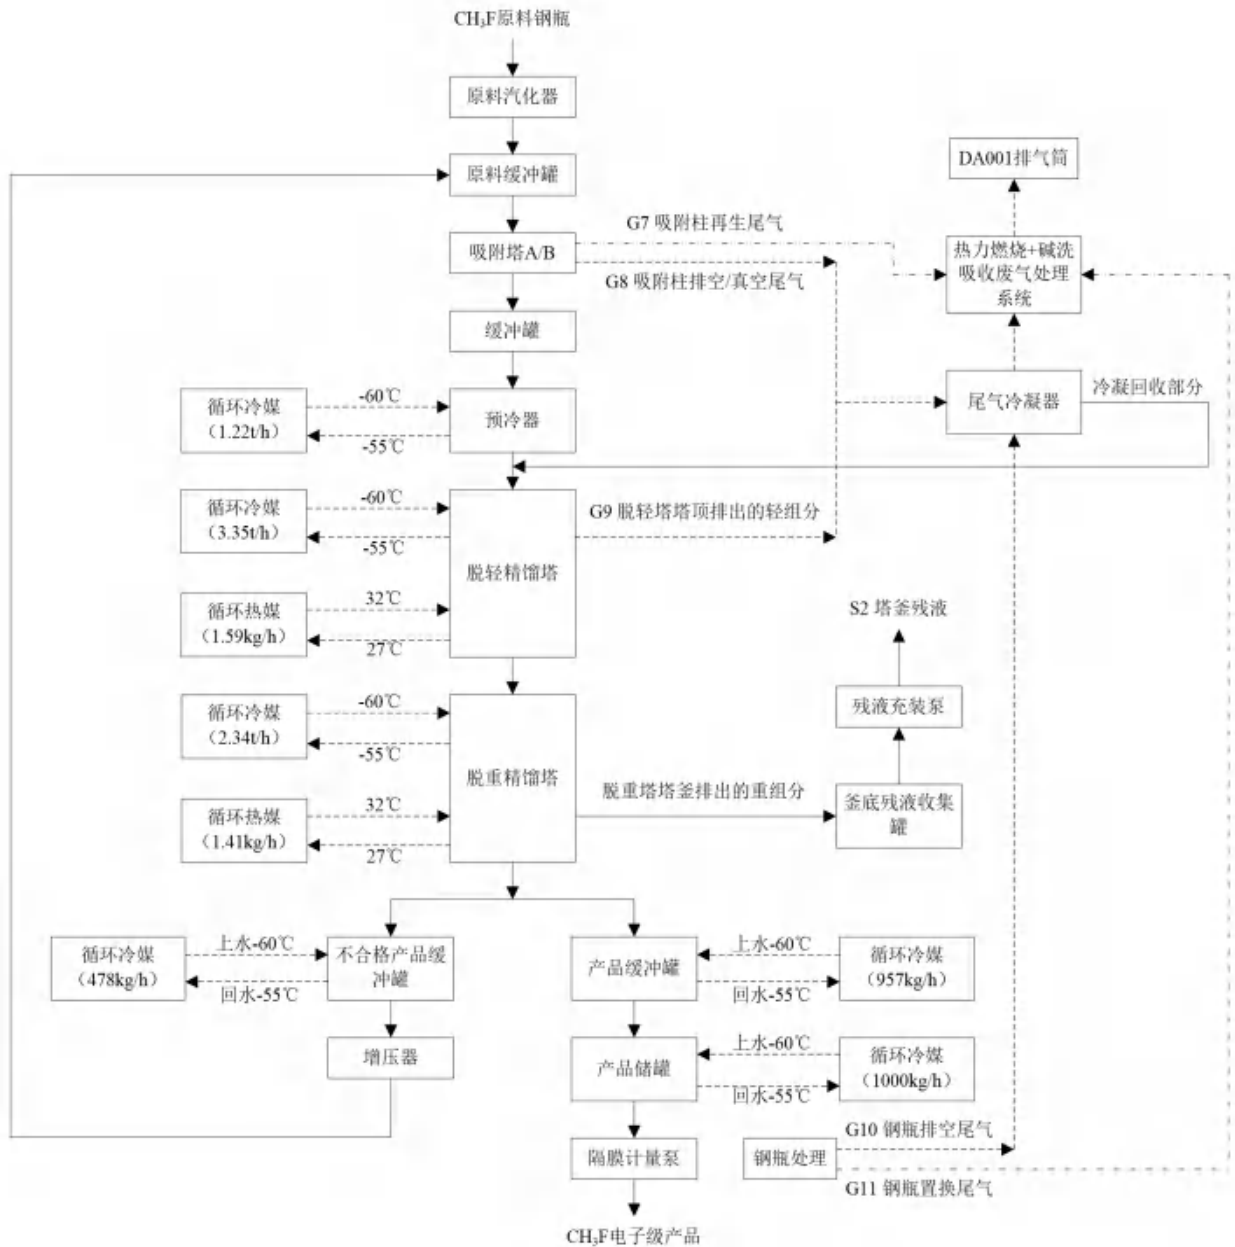 CH₃F原料钢瓶
原料汽化器
DA001排气筒
原料缓冲罐
G7 吸附柱再生尾气
吸附塔A/B
热力燃烧+碱洗
吸收废气处理
系统
G8 吸附柱排空/真空尾气
缓冲罐
循环冷媒
（1.22t/h）
-60℃
-55℃
预冷器
尾气冷凝器
冷凝回收部分
循环冷媒
（3.35t/h）
-60℃
-55℃
G9 脱轻塔塔顶排出的轻组分
脱轻精馏塔
循环热媒
（1.59kg/h）
32℃
27℃
S2 塔釜残液
循环冷媒
（2.34t/h）
-60℃
-55℃
残液充装泵
脱重精馏塔
脱重塔塔釜排出的重组分
釜底残液收集
罐
循环热媒
（1.41kg/h）
32℃
27℃
循环冷媒
（478kg/h）
上水-60℃
回水-55℃
不合格产品缓
冲罐
产品缓冲罐
上水-60℃
回水-55℃
循环冷媒
（957kg/h）
增压器
产品储罐
上水-60℃
回水-55℃
循环冷媒
（1000kg/h）
隔膜计量泵
钢瓶处理
G10 钢瓶排空尾气
G11 钢瓶置换尾气
CH₃F电子级产品